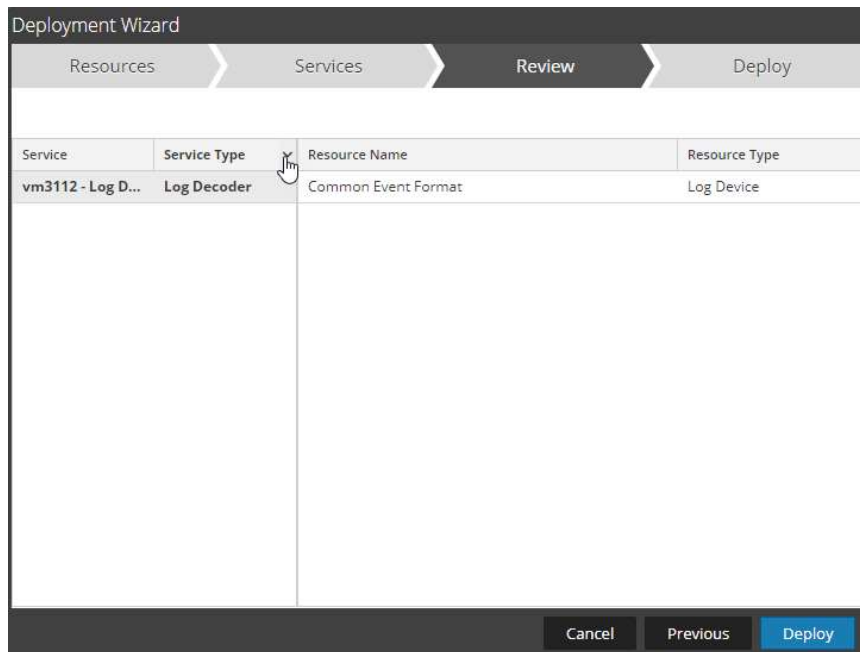 Deployment Wizard
Resources Services Review Deploy
Service Service Type Resource Name Resource Type
vm3112 - Log D... Log Decoder Common Event Format Log Device
Cancel Previous Deploy